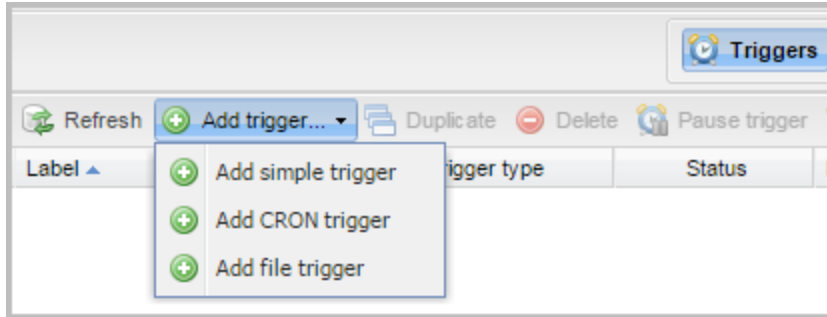 Triggers
Refresh Add trigger... Duplicate Delete Pause trigger
Label igger type Status
Add simple trigger
Add CRON trigger
Add file trigger